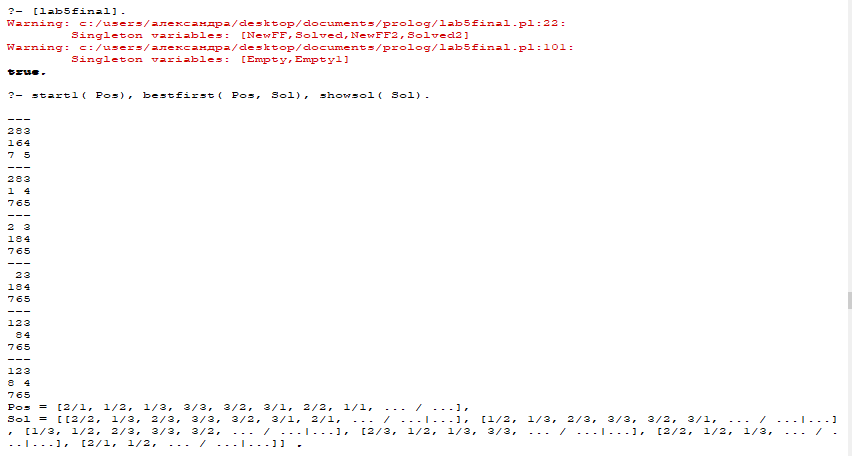 ?- [lab5final].
Warning: c:/users/александра/desktop/documents/prolog/lab5final.pl:22:
        Singleton variables: [NewFF,Solved,NewFF2,Solved2]
Warning: c:/users/александра/desktop/documents/prolog/lab5final.pl:101:
        Singleton variables: [Empty,Empty1]
true.
?- start1( Pos), bestfirst( Pos, Sol), showsol( Sol).
---
283
164
7 5
---
283
1 4
765
---
2 3
184
765
---
 23
184
765
---
123
 84
765
---
123
8 4
765
Pos = [2/1, 1/2, 1/3, 3/3, 3/2, 3/1, 2/2, 1/1, ... / ...],
Sol = [[2/2, 1/3, 2/3, 3/3, 3/2, 3/1, 2/1, ... / ...|...], [1/2, 1/3, 2/3, 3/3, 3/2, 3/1, ... / ...|...]
, [1/3, 1/2, 2/3, 3/3, 3/2, ... / ...|...], [2/3, 1/2, 1/3, 3/3, ... / ...|...], [2/2, 1/2, 1/3, ... / .
..|...], [2/1, 1/2, ... / ...|...]] .